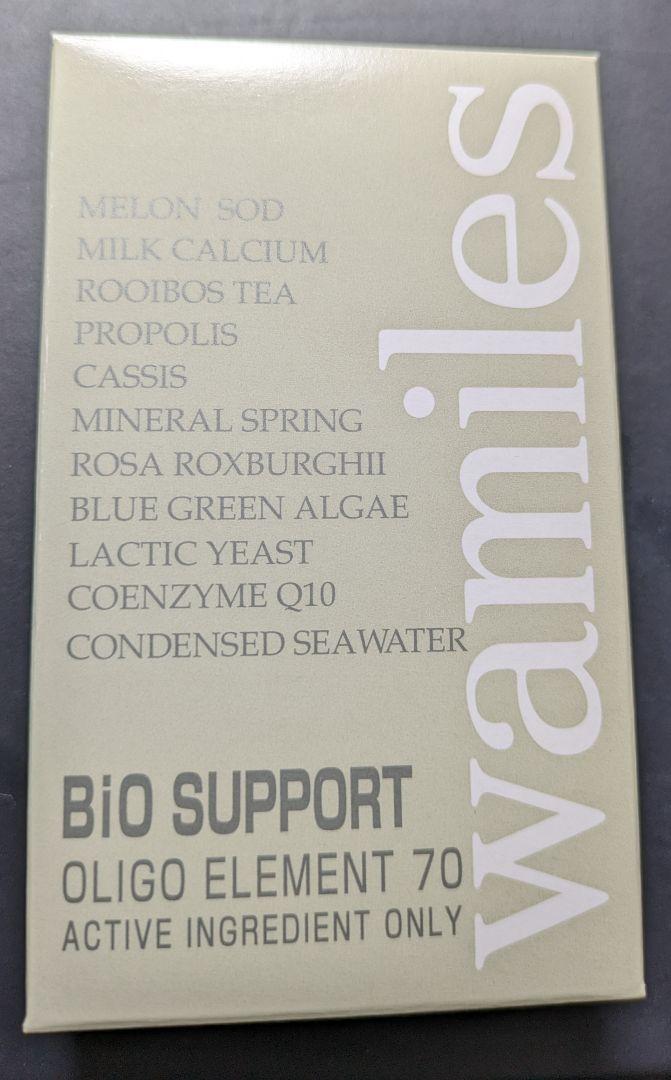 MELON SOD
MILK CALCIUM
ROOIBOS TEA
PROPOLIS
CASSIS
MINERAL SPRING
ROSA ROXBURGHII
BLUE GREEN ALGAE
LACTIC YEAST
COENZYME Q10
CONDENSED SEAWATER
BiO SUPPORT
OLIGO ELEMENT 70
ACTIVE INGREDIENT ONLY
wamiles